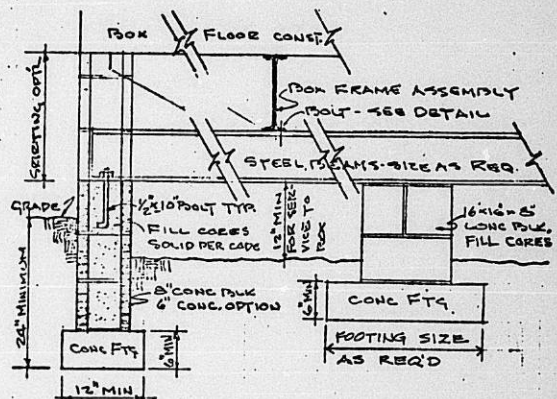 BOX FLOOR CONST.
SKIRTING OPT'L
BOX FRAME ASSEMBLY
BOLT - SEE DETAIL
STEEL BEAMS-SIZE AS REQ.
GRADE
1/2"x10" BOLT TYP.
FILL CORES
SOLID PER CODE
12" MIN
FOR SER-
VICE TO
BOX
16"x16"x8"
CONC BLK.
FILL CORES
24" MINIMUM
8" CONC BLK
6" CONC. OPTION
CONC FTG
6" MIN
12" MIN
6" MIN
CONC FTG
FOOTING SIZE
AS REQ'D